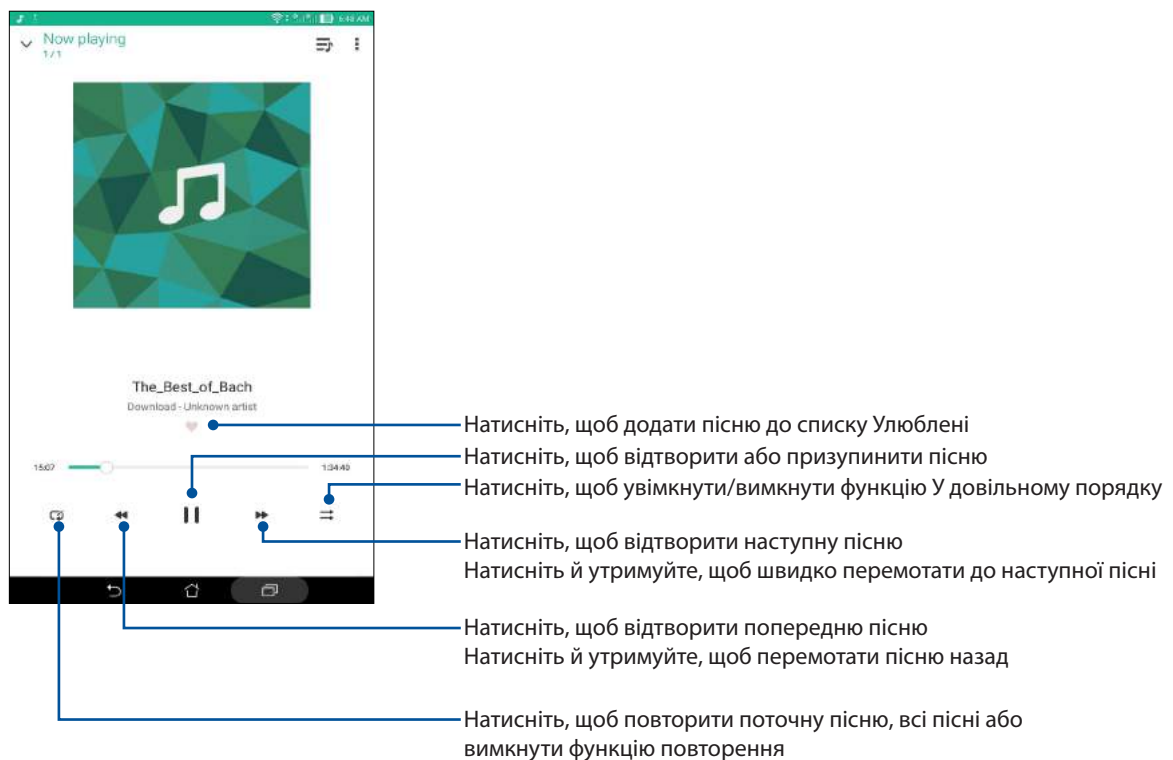 6:48 AM
Now playing
1 / 1
The_Best_of_Bach
Download - Unknown artist
15:07
1:34:40
Натисніть, щоб додати пісню до списку Улюблені
Натисніть, щоб відтворити або призупинити пісню
Натисніть, щоб увімкнути/вимкнути функцію У довільному порядку
Натисніть, щоб відтворити наступну пісню
Натисніть й утримуйте, щоб швидко перемотати до наступної пісні
Натисніть, щоб відтворити попередню пісню
Натисніть й утримуйте, щоб перемотати пісню назад
Натисніть, щоб повторити поточну пісню, всі пісні або
вимкнути функцію повторення